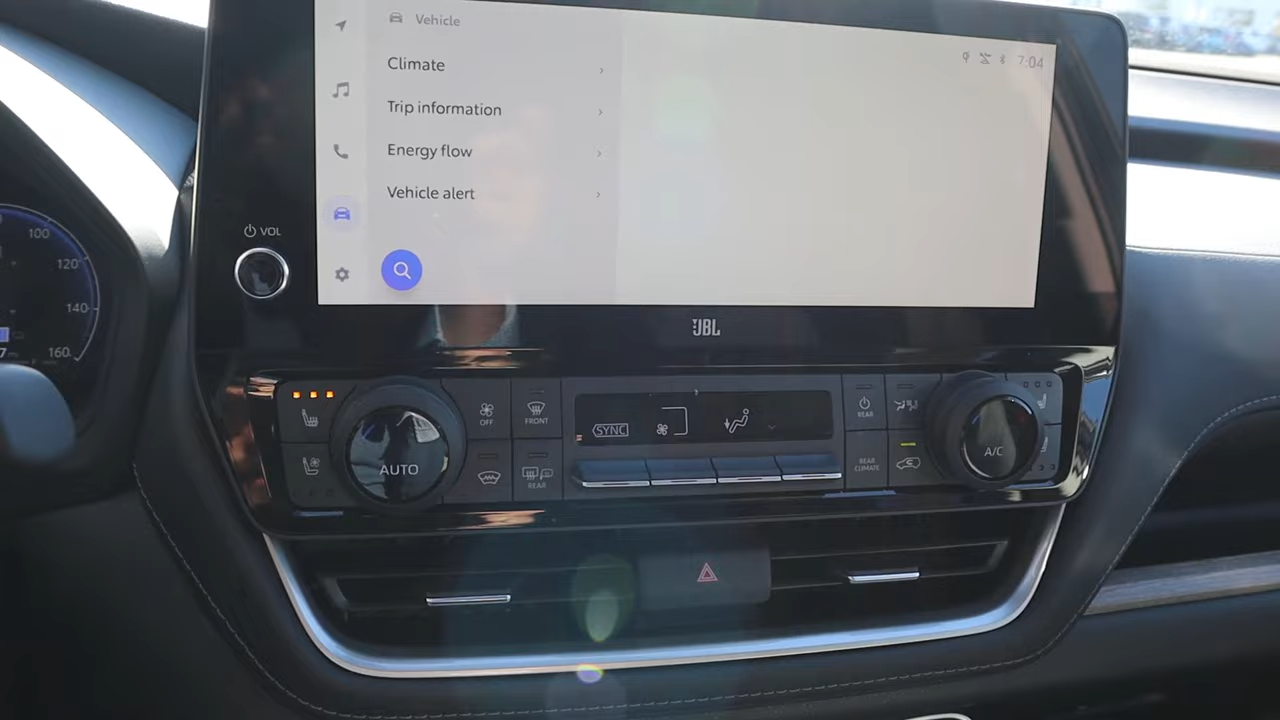 Vehicle
7:04
Climate
Trip information
Energy flow
Vehicle alert
VOL
JBL
100
120
140
160
AUTO
OFF
FRONT
REAR
SYNC
REAR
REAR
CLIMATE
A/C